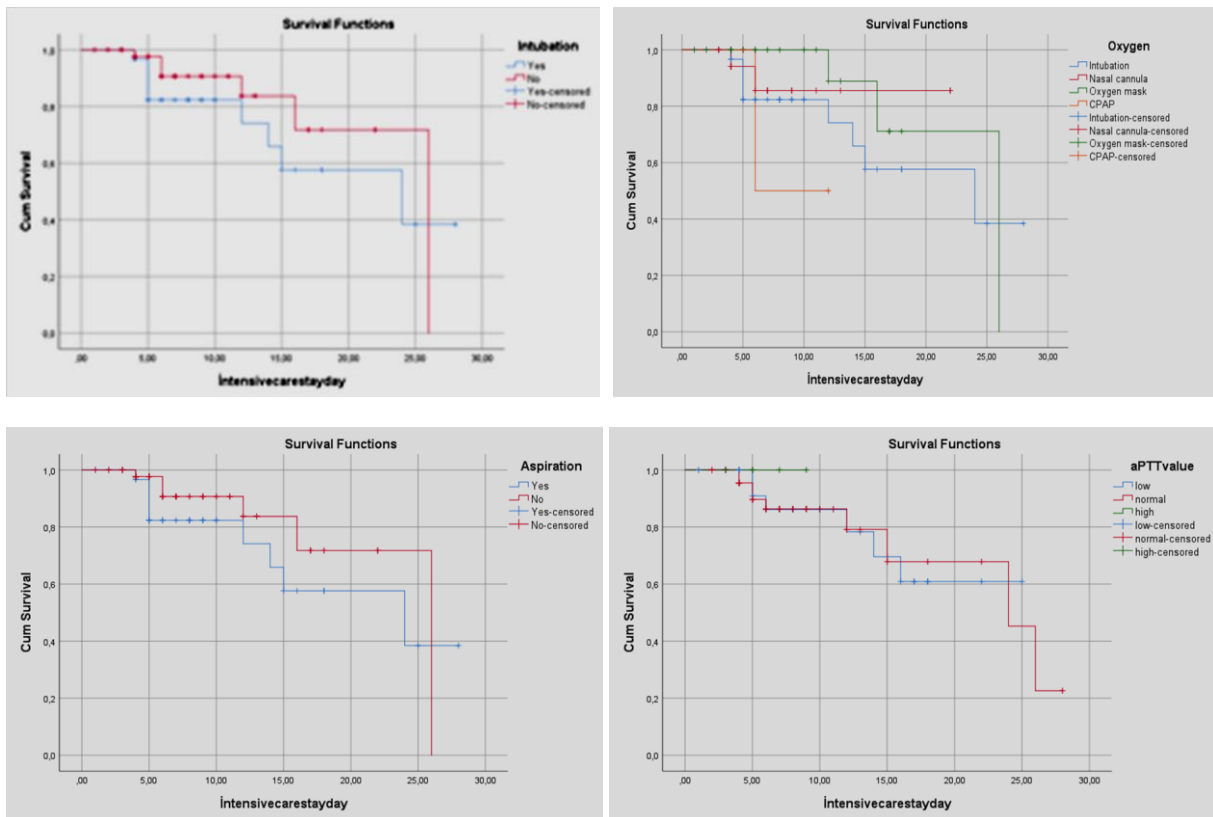 Survival Functions
Intubation
Yes
No
Yes-censored
No-censored
Cum Survival
1,0
0,8
0,6
0,4
0,2
0,0
,00 5,00 10,00 15,00 20,00 25,00 30,00
İntensivecarestayday
Survival Functions
Oxygen
Intubation
Nasal cannula
Oxygen mask
CPAP
Intubation-censored
Nasal cannula-censored
Oxygen mask-censored
CPAP-censored
Cum Survival
1,0
0,8
0,6
0,4
0,2
0,0
,00 5,00 10,00 15,00 20,00 25,00 30,00
İntensivecarestayday
Survival Functions
Aspiration
Yes
No
Yes-censored
No-censored
Cum Survival
1,0
0,8
0,6
0,4
0,2
0,0
,00 5,00 10,00 15,00 20,00 25,00 30,00
İntensivecarestayday
Survival Functions
aPTTvalue
low
normal
high
low-censored
normal-censored
high-censored
Cum Survival
1,0
0,8
0,6
0,4
0,2
0,0
,00 5,00 10,00 15,00 20,00 25,00 30,00
İntensivecarestayday